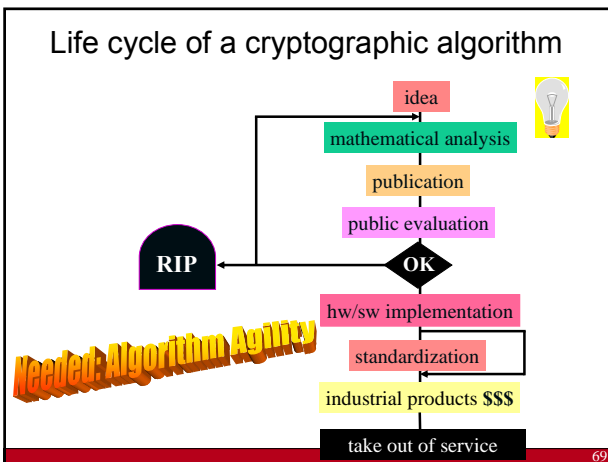 Life cycle of a cryptographic algorithm
idea
mathematical analysis
publication
public evaluation
RIP
OK
hw/sw implementation
Needed: Algorithm Agility
standardization
industrial products $$$
take out of service
69